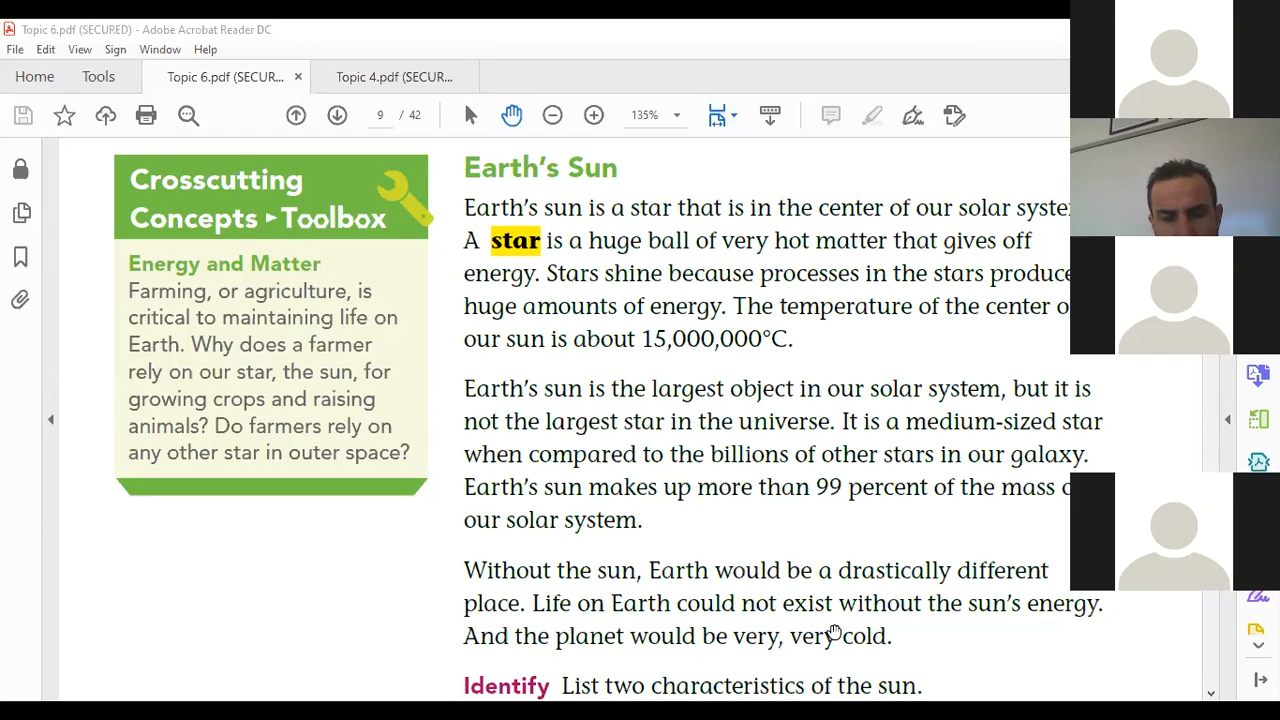 Topic 6.pdf (SECURED) - Adobe Acrobat Reader DC
File Edit View Sign Window Help
Home Tools Topic 6.pdf (SECUR... × Topic 4.pdf (SECUR...
9 / 42 135%
Crosscutting
Concepts ▸ Toolbox
Energy and Matter
Farming, or agriculture, is
critical to maintaining life on
Earth. Why does a farmer
rely on our star, the sun, for
growing crops and raising
animals? Do farmers rely on
any other star in outer space?
Earth's Sun
Earth's sun is a star that is in the center of our solar
A star is a huge ball of very hot matter that gives off
energy. Stars shine because processes in the stars produce
huge amounts of energy. The temperature of the center
our sun is about 15,000,000°C.
Earth's sun is the largest object in our solar system, but it is
not the largest star in the universe. It is a medium-sized star
when compared to the billions of other stars in our galaxy.
Earth's sun makes up more than 99 percent of the mass
our solar system.
Without the sun, Earth would be a drastically different
place. Life on Earth could not exist without the sun's energy.
And the planet would be very, very cold.
Identify List two characteristics of the sun.